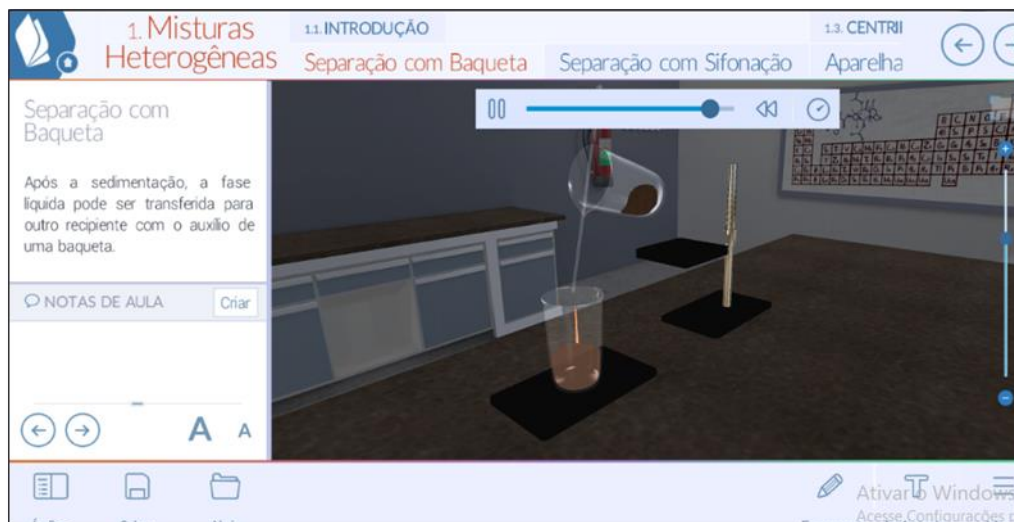 1. Misturas
Heterogêneas
1.1. INTRODUÇÃO
Separação com Baqueta
Separação com Sifonação
1.3. CENTRI
Aparelha
Separação com
Baqueta
Após a sedimentação, a fase
líquida pode ser transferida para
outro recipiente com o auxílio de
uma baqueta.
NOTAS DE AULA
Criar
A A
T
Ativar o Windows
Acesse Configurações p